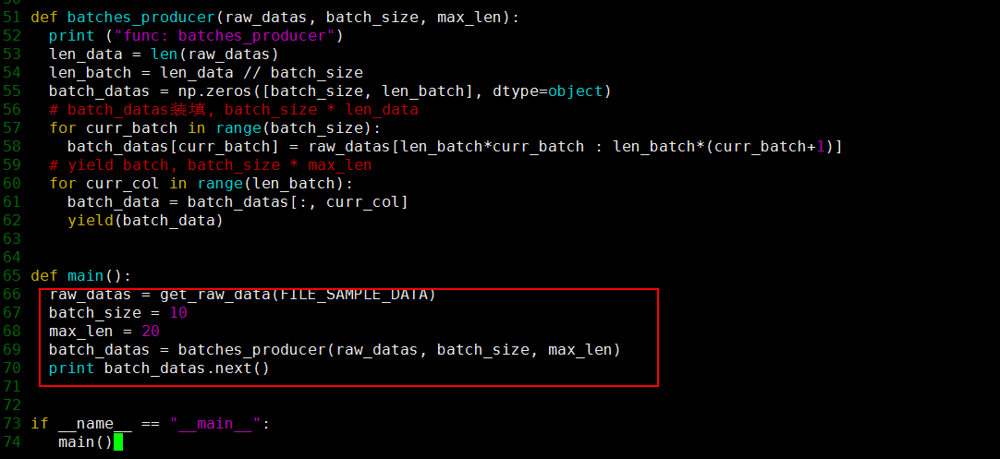 51 def batches_producer(raw_datas, batch_size, max_len):
52   print ("func: batches_producer")
53   len_data = len(raw_datas)
54   len_batch = len_data // batch_size
55   batch_datas = np.zeros([batch_size, len_batch], dtype=object)
56   # batch_datas装填, batch_size * len_data
57   for curr_batch in range(batch_size):
58     batch_datas[curr_batch] = raw_datas[len_batch*curr_batch : len_batch*(curr_batch+1)]
59   # yield batch, batch_size * max_len
60   for curr_col in range(len_batch):
61     batch_data = batch_datas[:, curr_col]
62     yield(batch_data)
63
64
65 def main():
66   raw_datas = get_raw_data(FILE_SAMPLE_DATA)
67   batch_size = 10
68   max_len = 20
69   batch_datas = batches_producer(raw_datas, batch_size, max_len)
70   print batch_datas.next()
71
72
73 if __name__ == "__main__":
74    main()